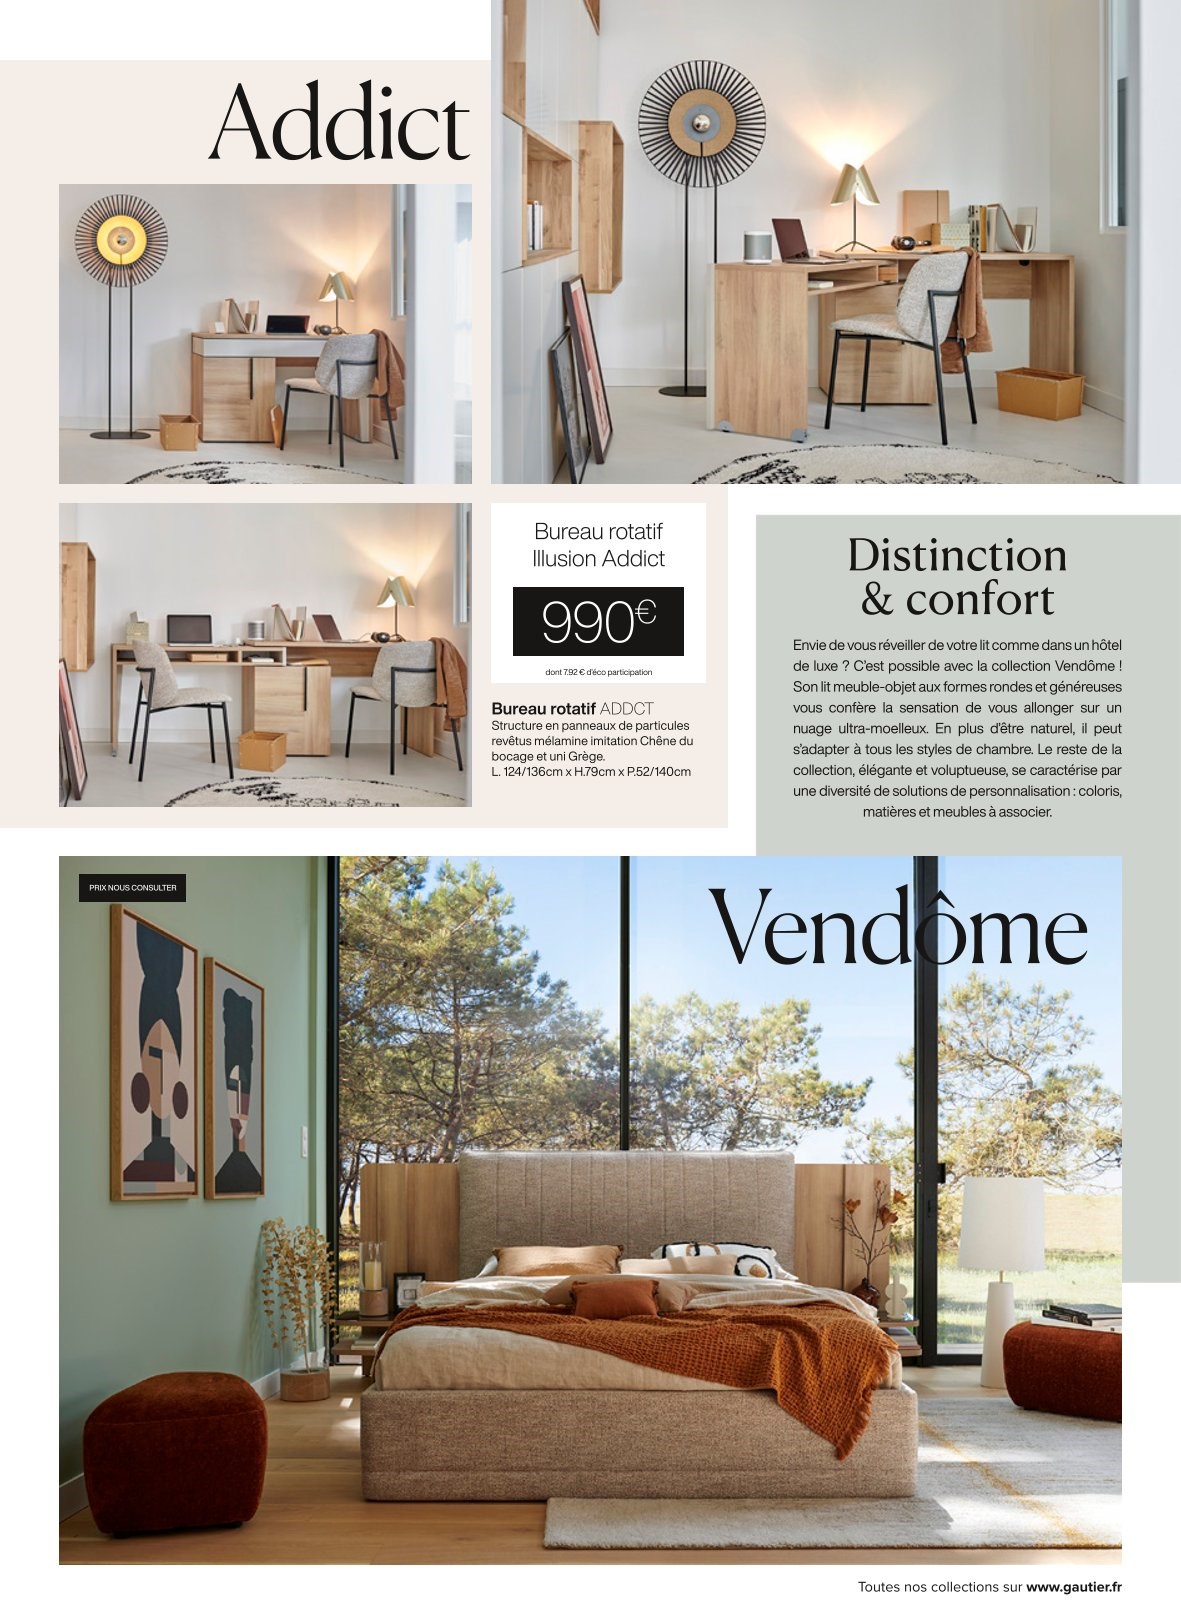 Addict
Bureau rotatif
Illusion Addict
990€
dont 7.92 € d'éco participation
Bureau rotatif ADDCT
Structure en panneaux de particules
revêtus mélamine imitation Chêne du
bocage et uni Grège.
L. 124/136cm x H.79cm x P.52/140cm
Distinction
& confort
Envie de vous réveiller de votre lit comme dans un hôtel
de luxe ? C'est possible avec la collection Vendôme !
Son lit meuble-objet aux formes rondes et généreuses
vous confère la sensation de vous allonger sur un
nuage ultra-moelleux. En plus d'être naturel, il peut
s'adapter à tous les styles de chambre. Le reste de la
collection, élégante et voluptueuse, se caractérise par
une diversité de solutions de personnalisation : coloris,
matières et meubles à associer.
PRIX NOUS CONSULTER
Vendôme
Toutes nos collections sur www.gautier.fr